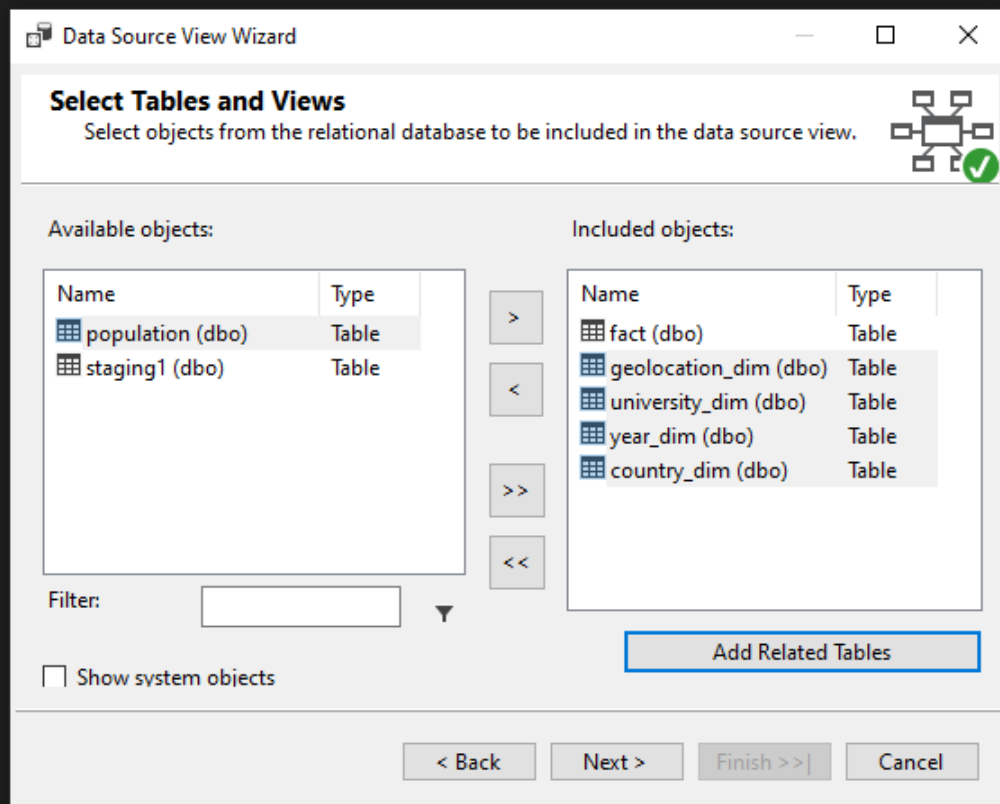 Data Source View Wizard
Select Tables and Views
Select objects from the relational database to be included in the data source view.
Available objects:
Name Type
population (dbo) Table
staging1 (dbo) Table
>
<
>>
<<
Included objects:
Name Type
fact (dbo) Table
geolocation_dim (dbo) Table
university_dim (dbo) Table
year_dim (dbo) Table
country_dim (dbo) Table
Filter:
Add Related Tables
Show system objects
< Back Next > Finish >>| Cancel